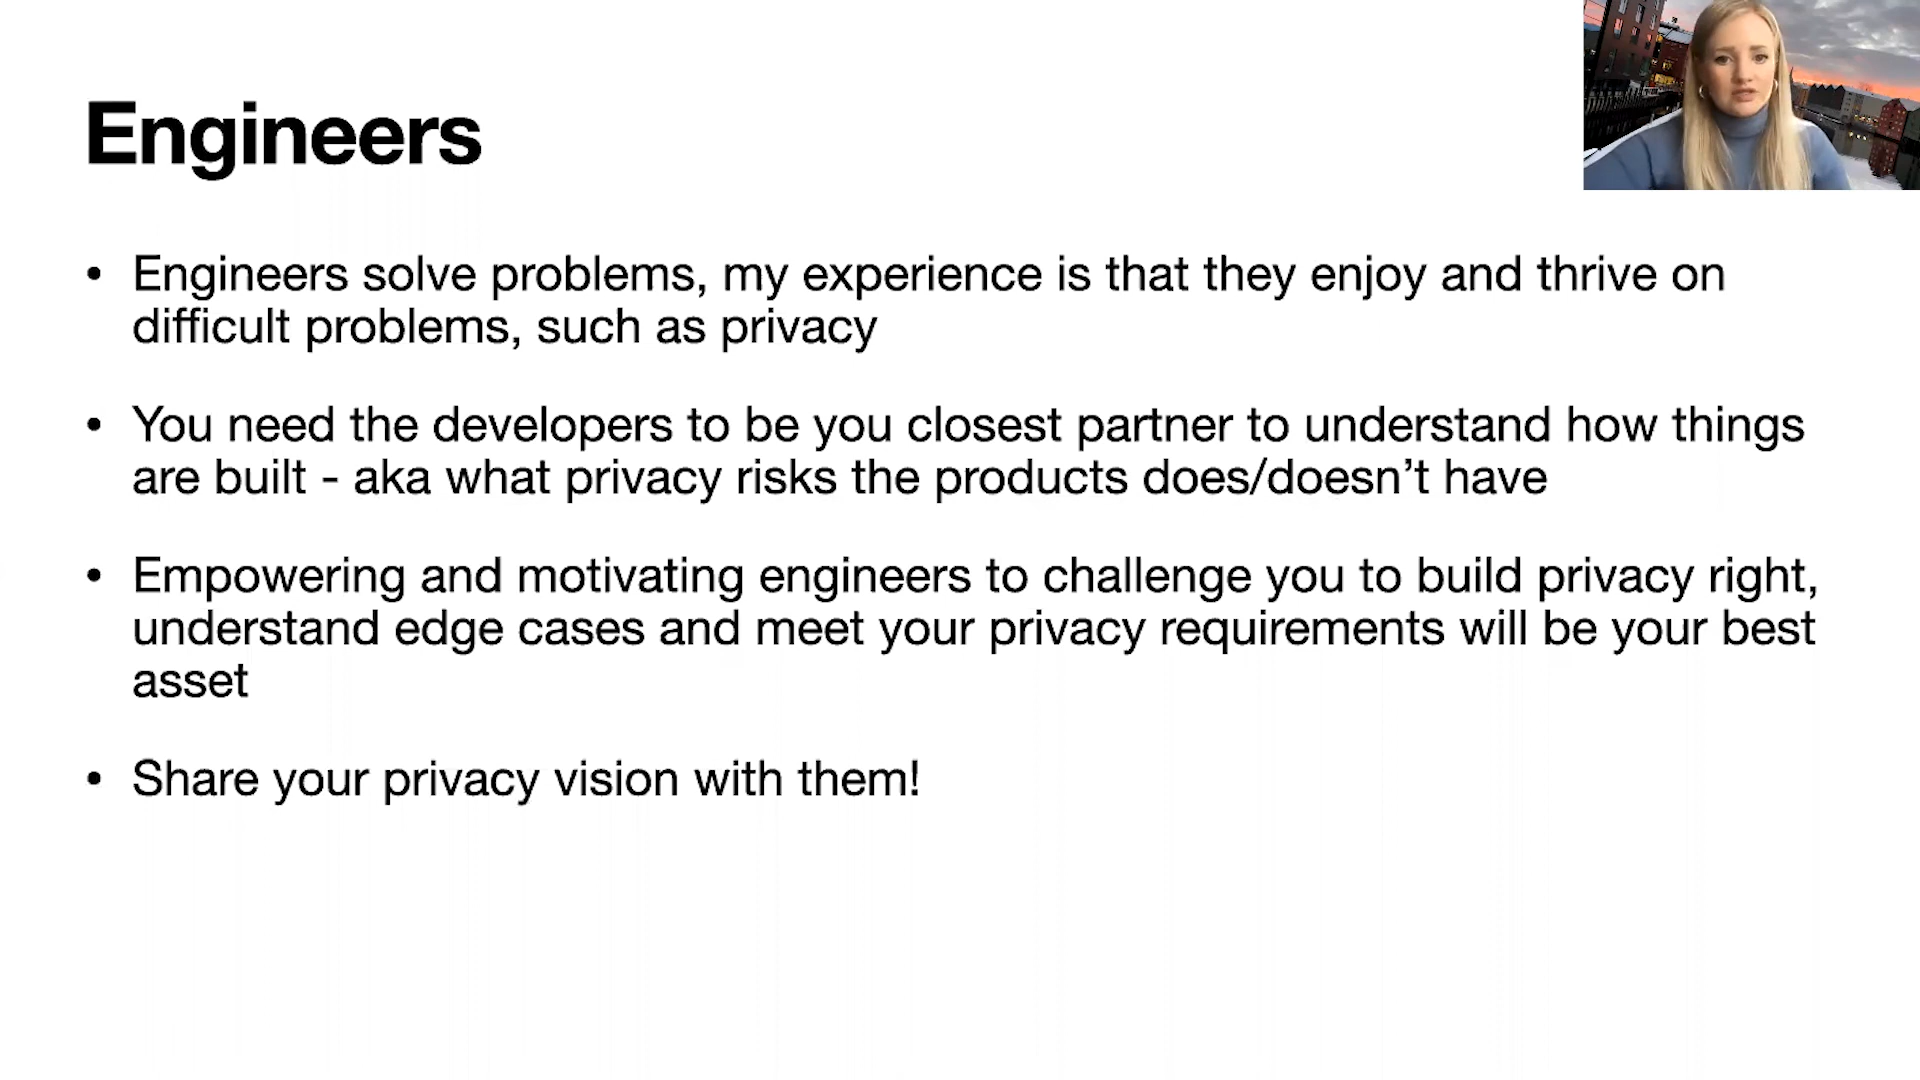 Engineers
• Engineers solve problems, my experience is that they enjoy and thrive on
difficult problems, such as privacy
• You need the developers to be you closest partner to understand how things
are built - aka what privacy risks the products does/doesn’t have
• Empowering and motivating engineers to challenge you to build privacy right,
understand edge cases and meet your privacy requirements will be your best
asset
• Share your privacy vision with them!